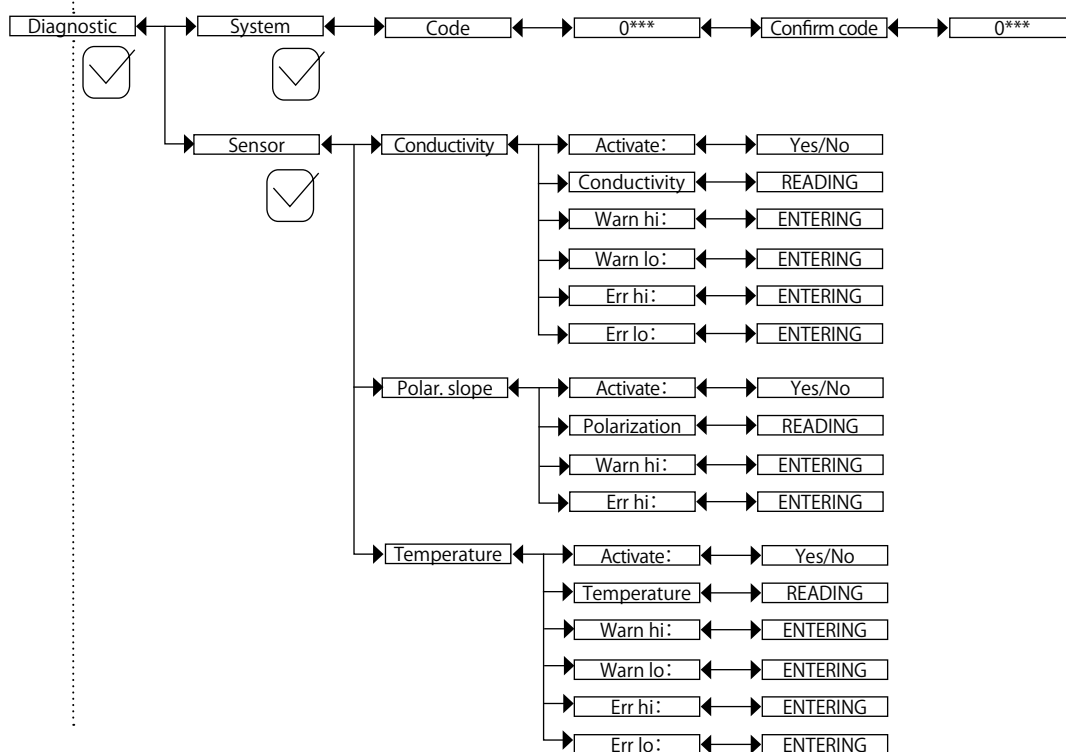 Diagnostic System Code 0*** Confirm code 0***
Sensor Conductivity Activate: Yes/No
Conductivity READING
Warn hi: ENTERING
Warn lo: ENTERING
Err hi: ENTERING
Err lo: ENTERING
Polar. slope Activate: Yes/No
Polarization READING
Warn hi: ENTERING
Err hi: ENTERING
Temperature Activate: Yes/No
Temperature READING
Warn hi: ENTERING
Warn lo: ENTERING
Err hi: ENTERING
Err lo: ENTERING